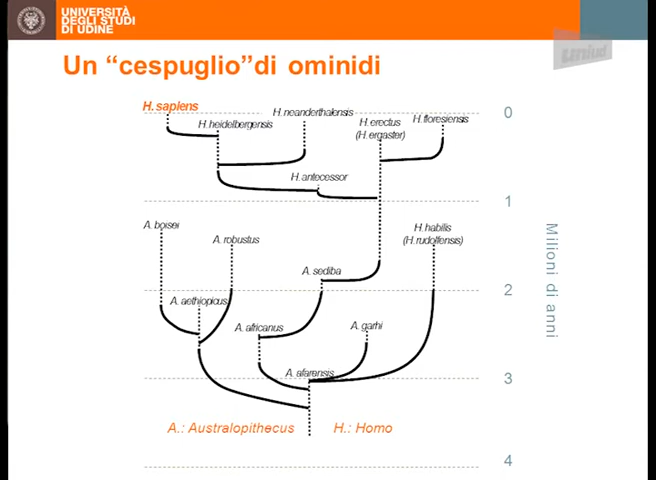 UNIVERSITÀ
DEGLI STUDI
DI UDINE
uniud
Un “cespuglio”di ominidi
H. sapiens
H. heidelbergensis
H. neanderthalensis
H. erectus
(H. ergaster)
H. floresiensis
0
H. antecessor
1
A. boisei
A. robustus
H. habilis
(H. rudolfensis)
A. sediba
2
A. aethiopicus
A. africanus
A. garhi
A. afarensis
3
Milioni di anni
A.: Australopithecus
H.: Homo
4